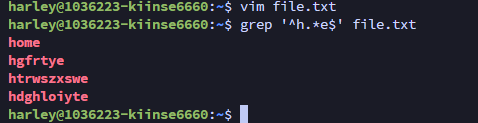 harley@1036223-kiinse6660:~$ vim file.txt
harley@1036223-kiinse6660:~$ grep '^h.*e$' file.txt
home
hgfrtye
htrwszxswe
hdghloiyte
harley@1036223-kiinse6660:~$